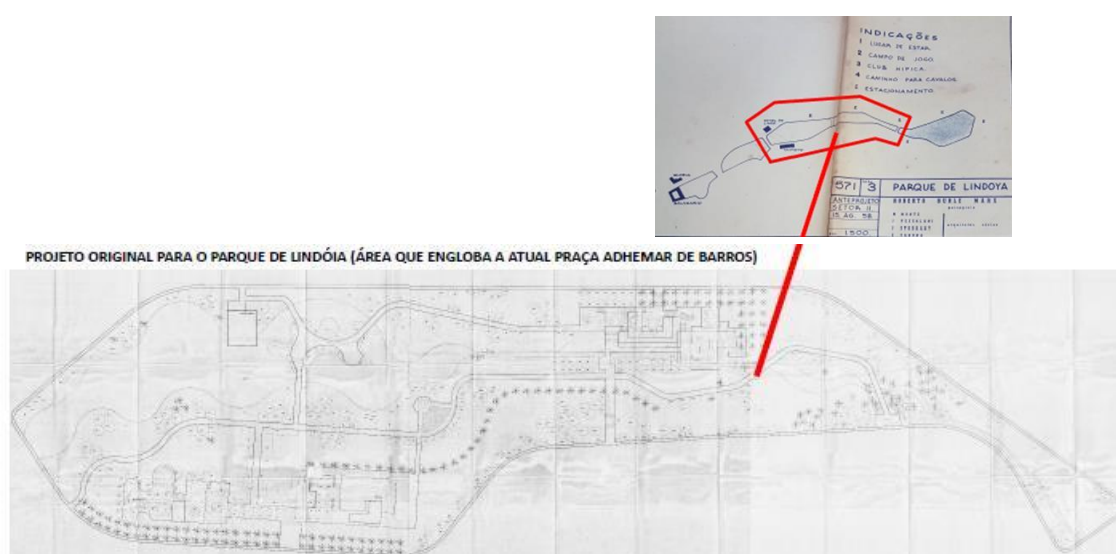 INDICAÇÕES
1 LUGAR DE ESTAR
2 CAMPO DE JOGO
3 CLUB HIPICA
4 CAMINHO PARA CAVALOS
5 ESTACIONAMENTO
BALNEARIO
571 3 PARQUE DE LINDOYA
ANTEPROJETO ROBERTO BURLE MARX
SETOR II
15 AG. 58
1 500
PROJETO ORIGINAL PARA O PARQUE DE LINDÓIA (ÁREA QUE ENGLOBA A ATUAL PRAÇA ADHEMAR DE BARROS)